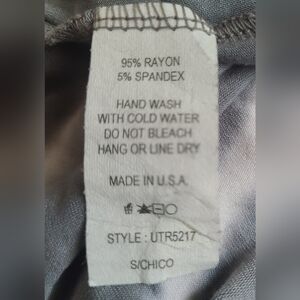 95% RAYON
5% SPANDEX
HAND WASH
WITH COLD WATER
DO NOT BLEACH
HANG OR LINE DRY
MADE IN U.S.A.
STYLE : UTR5217
S/CHICO